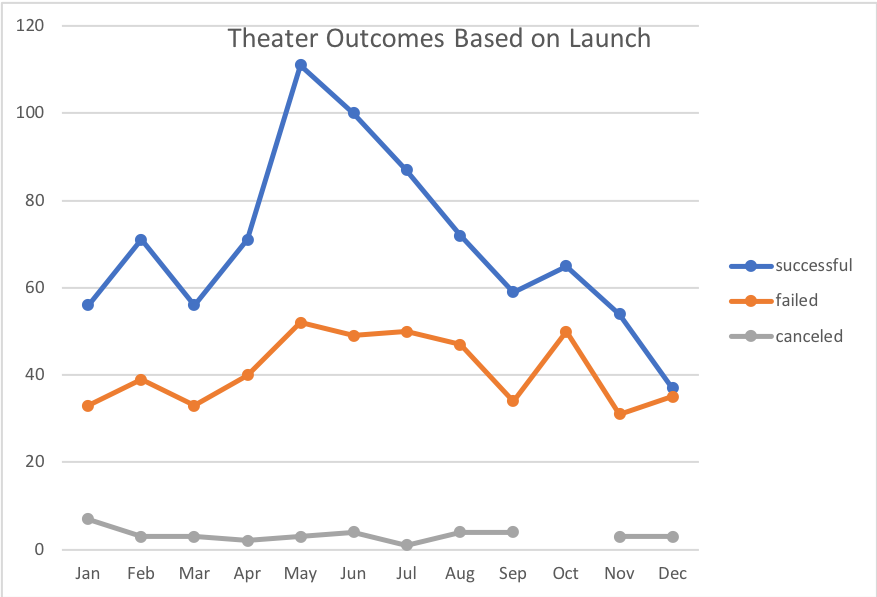 Theater Outcomes Based on Launch
120
100
80
60
40
20
0
Jan Feb Mar Apr May Jun Jul Aug Sep Oct Nov Dec
successful
failed
canceled